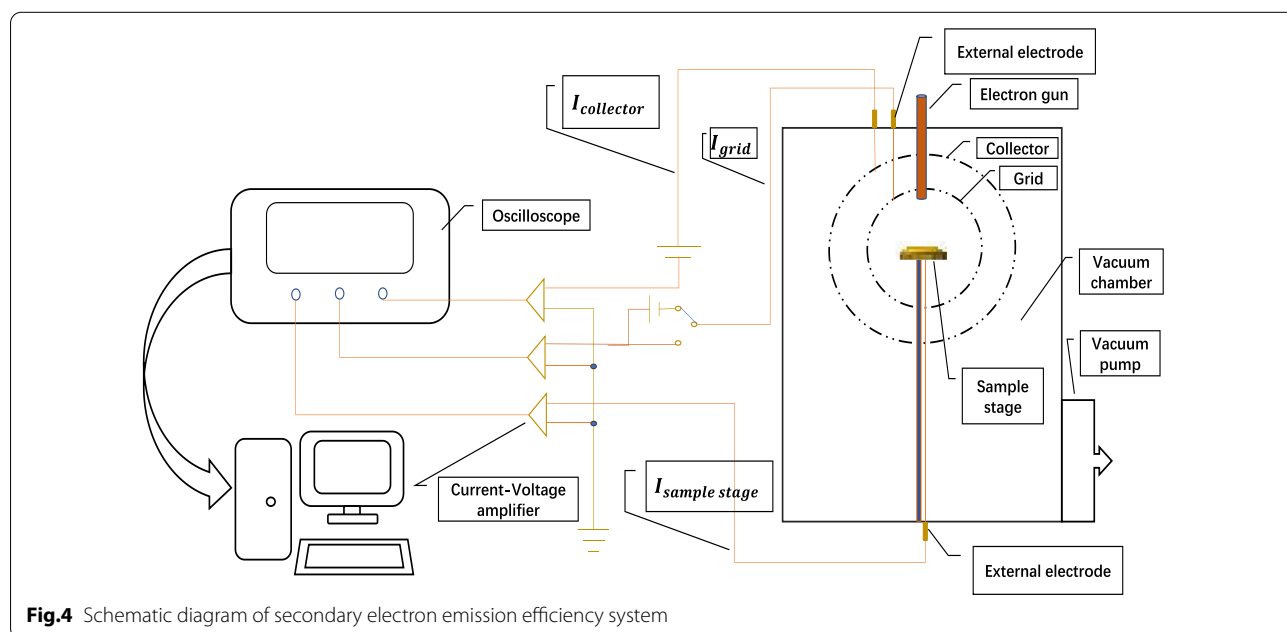 External electrode
Electron gun
I_collector
I_grid
Collector
Grid
Oscilloscope
Vacuum
chamber
Vacuum
pump
Sample
stage
I_sample stage
Current-Voltage
amplifier
External electrode
Fig.4 Schematic diagram of secondary electron emission efficiency system